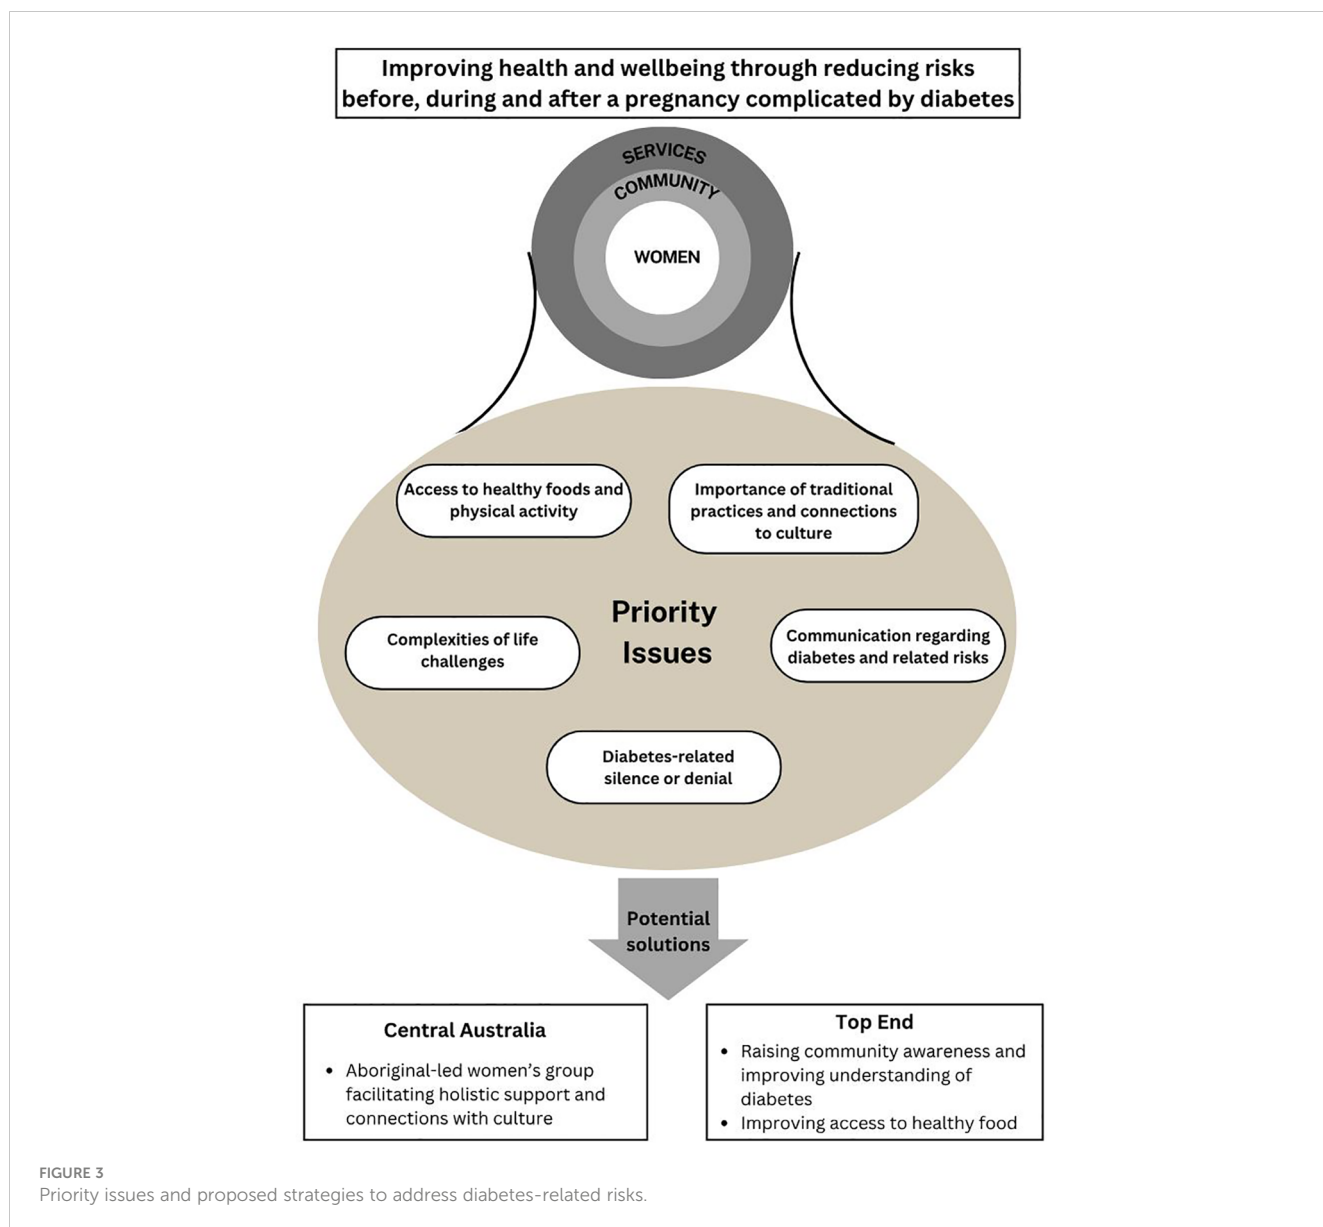 Improving health and wellbeing through reducing risks
before, during and after a pregnancy complicated by diabetes
SERVICES
COMMUNITY
WOMEN
Access to healthy foods and
physical activity
Importance of traditional
practices and connections
to culture
Priority
Issues
Complexities of life
challenges
Communication regarding
diabetes and related risks
Diabetes-related
silence or denial
Potential
solutions
Central Australia
• Aboriginal-led women’s group
facilitating holistic support and
connections with culture
Top End
• Raising community awareness and
improving understanding of
diabetes
• Improving access to healthy food
FIGURE 3
Priority issues and proposed strategies to address diabetes-related risks.